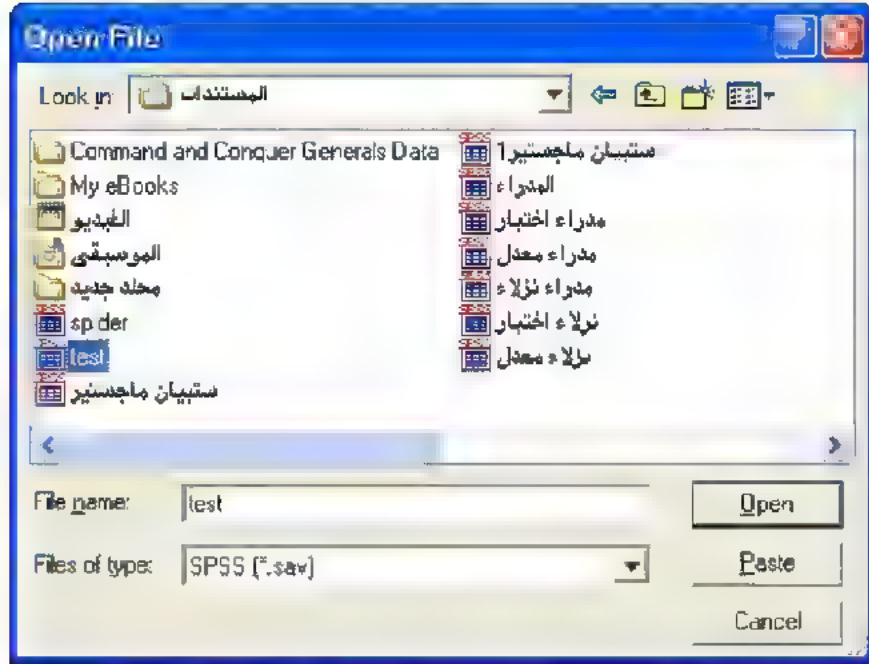 Open File
Look in: المستندات
Command and Conquer Generals Data
My eBooks
الفيديو
الموسيقى
مجلد جديد
spider
test
ستبيان ماجستير
ستبيان ماجستير1
المدراء
مدراء اختبار
مدراء معدل
مدراء نزلاء
نزلاء اختبار
نزلاء معدل
File name: test
Open
Files of type: SPSS (*.sav)
Paste
Cancel